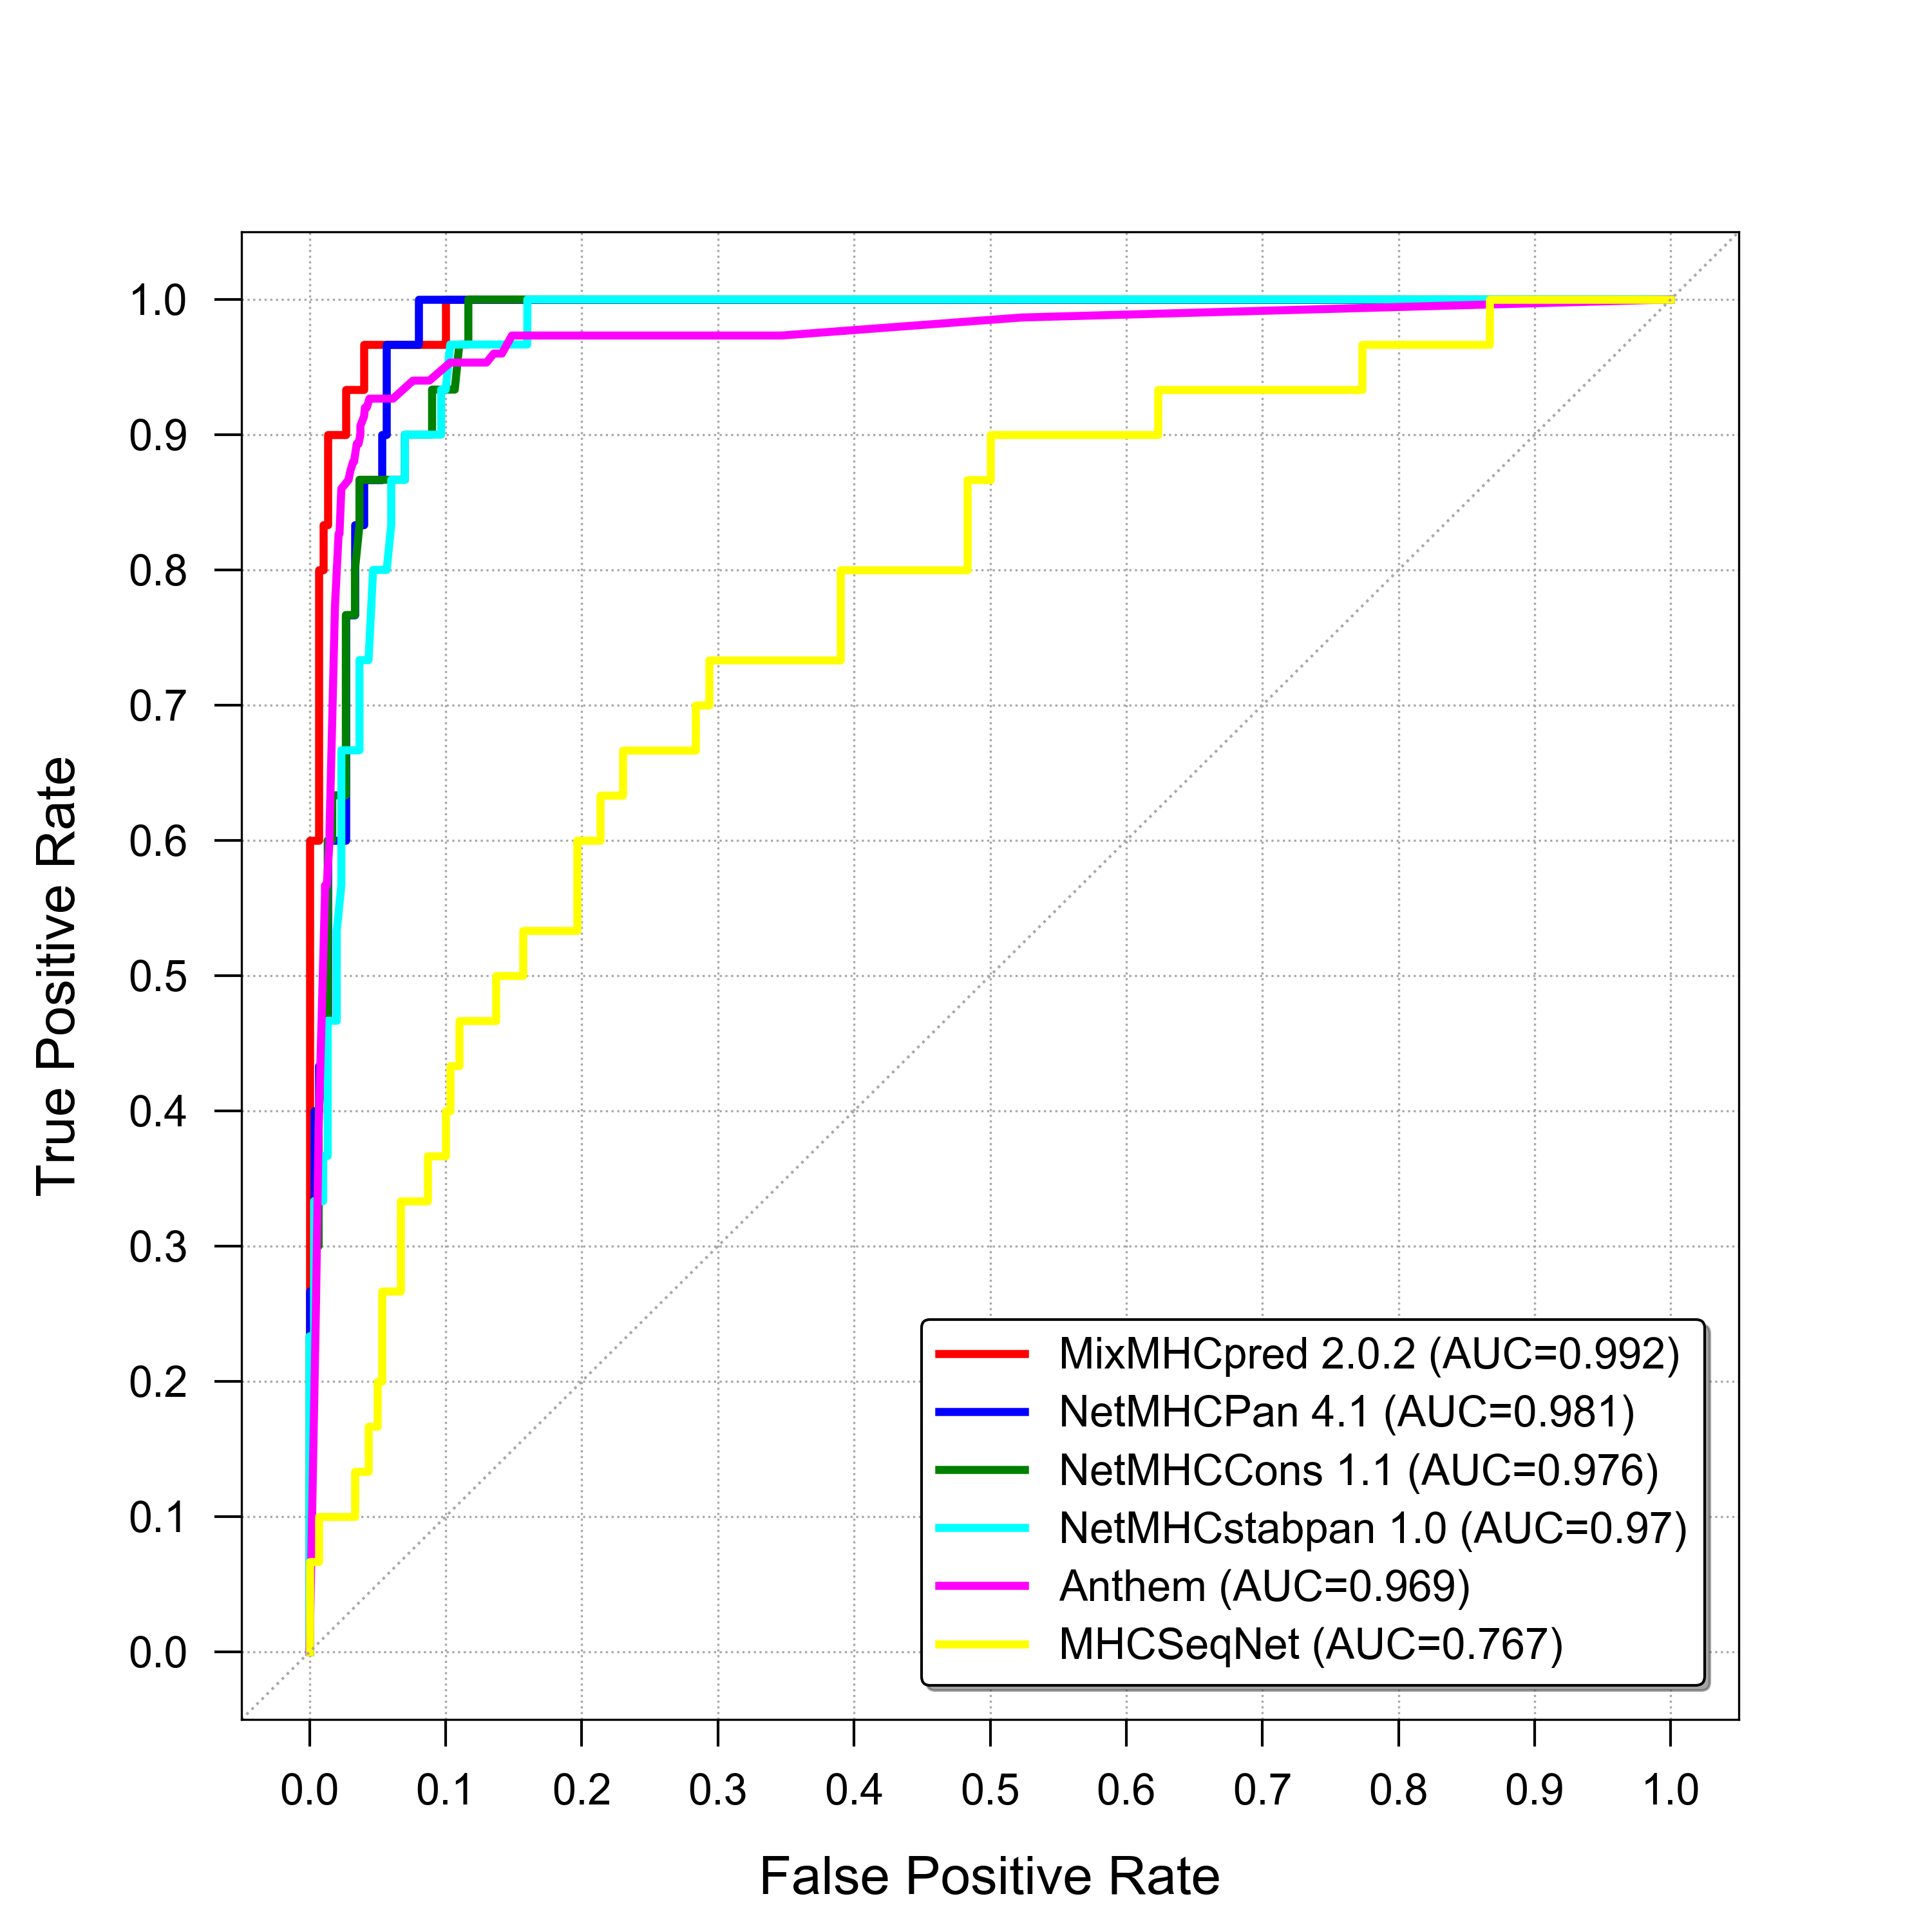 True Positive Rate
1.0
0.9
0.8
0.7
0.6
0.5
0.4
0.3
0.2
0.1
0.0
MixMHCpred 2.0.2 (AUC=0.992)
NetMHCPan 4.1 (AUC=0.981)
NetMHCCons 1.1 (AUC=0.976)
NetMHCstabpan 1.0 (AUC=0.97)
Anthem (AUC=0.969)
MHCSeqNet (AUC=0.767)
0.0 0.1 0.2 0.3 0.4 0.5 0.6 0.7 0.8 0.9 1.0
False Positive Rate